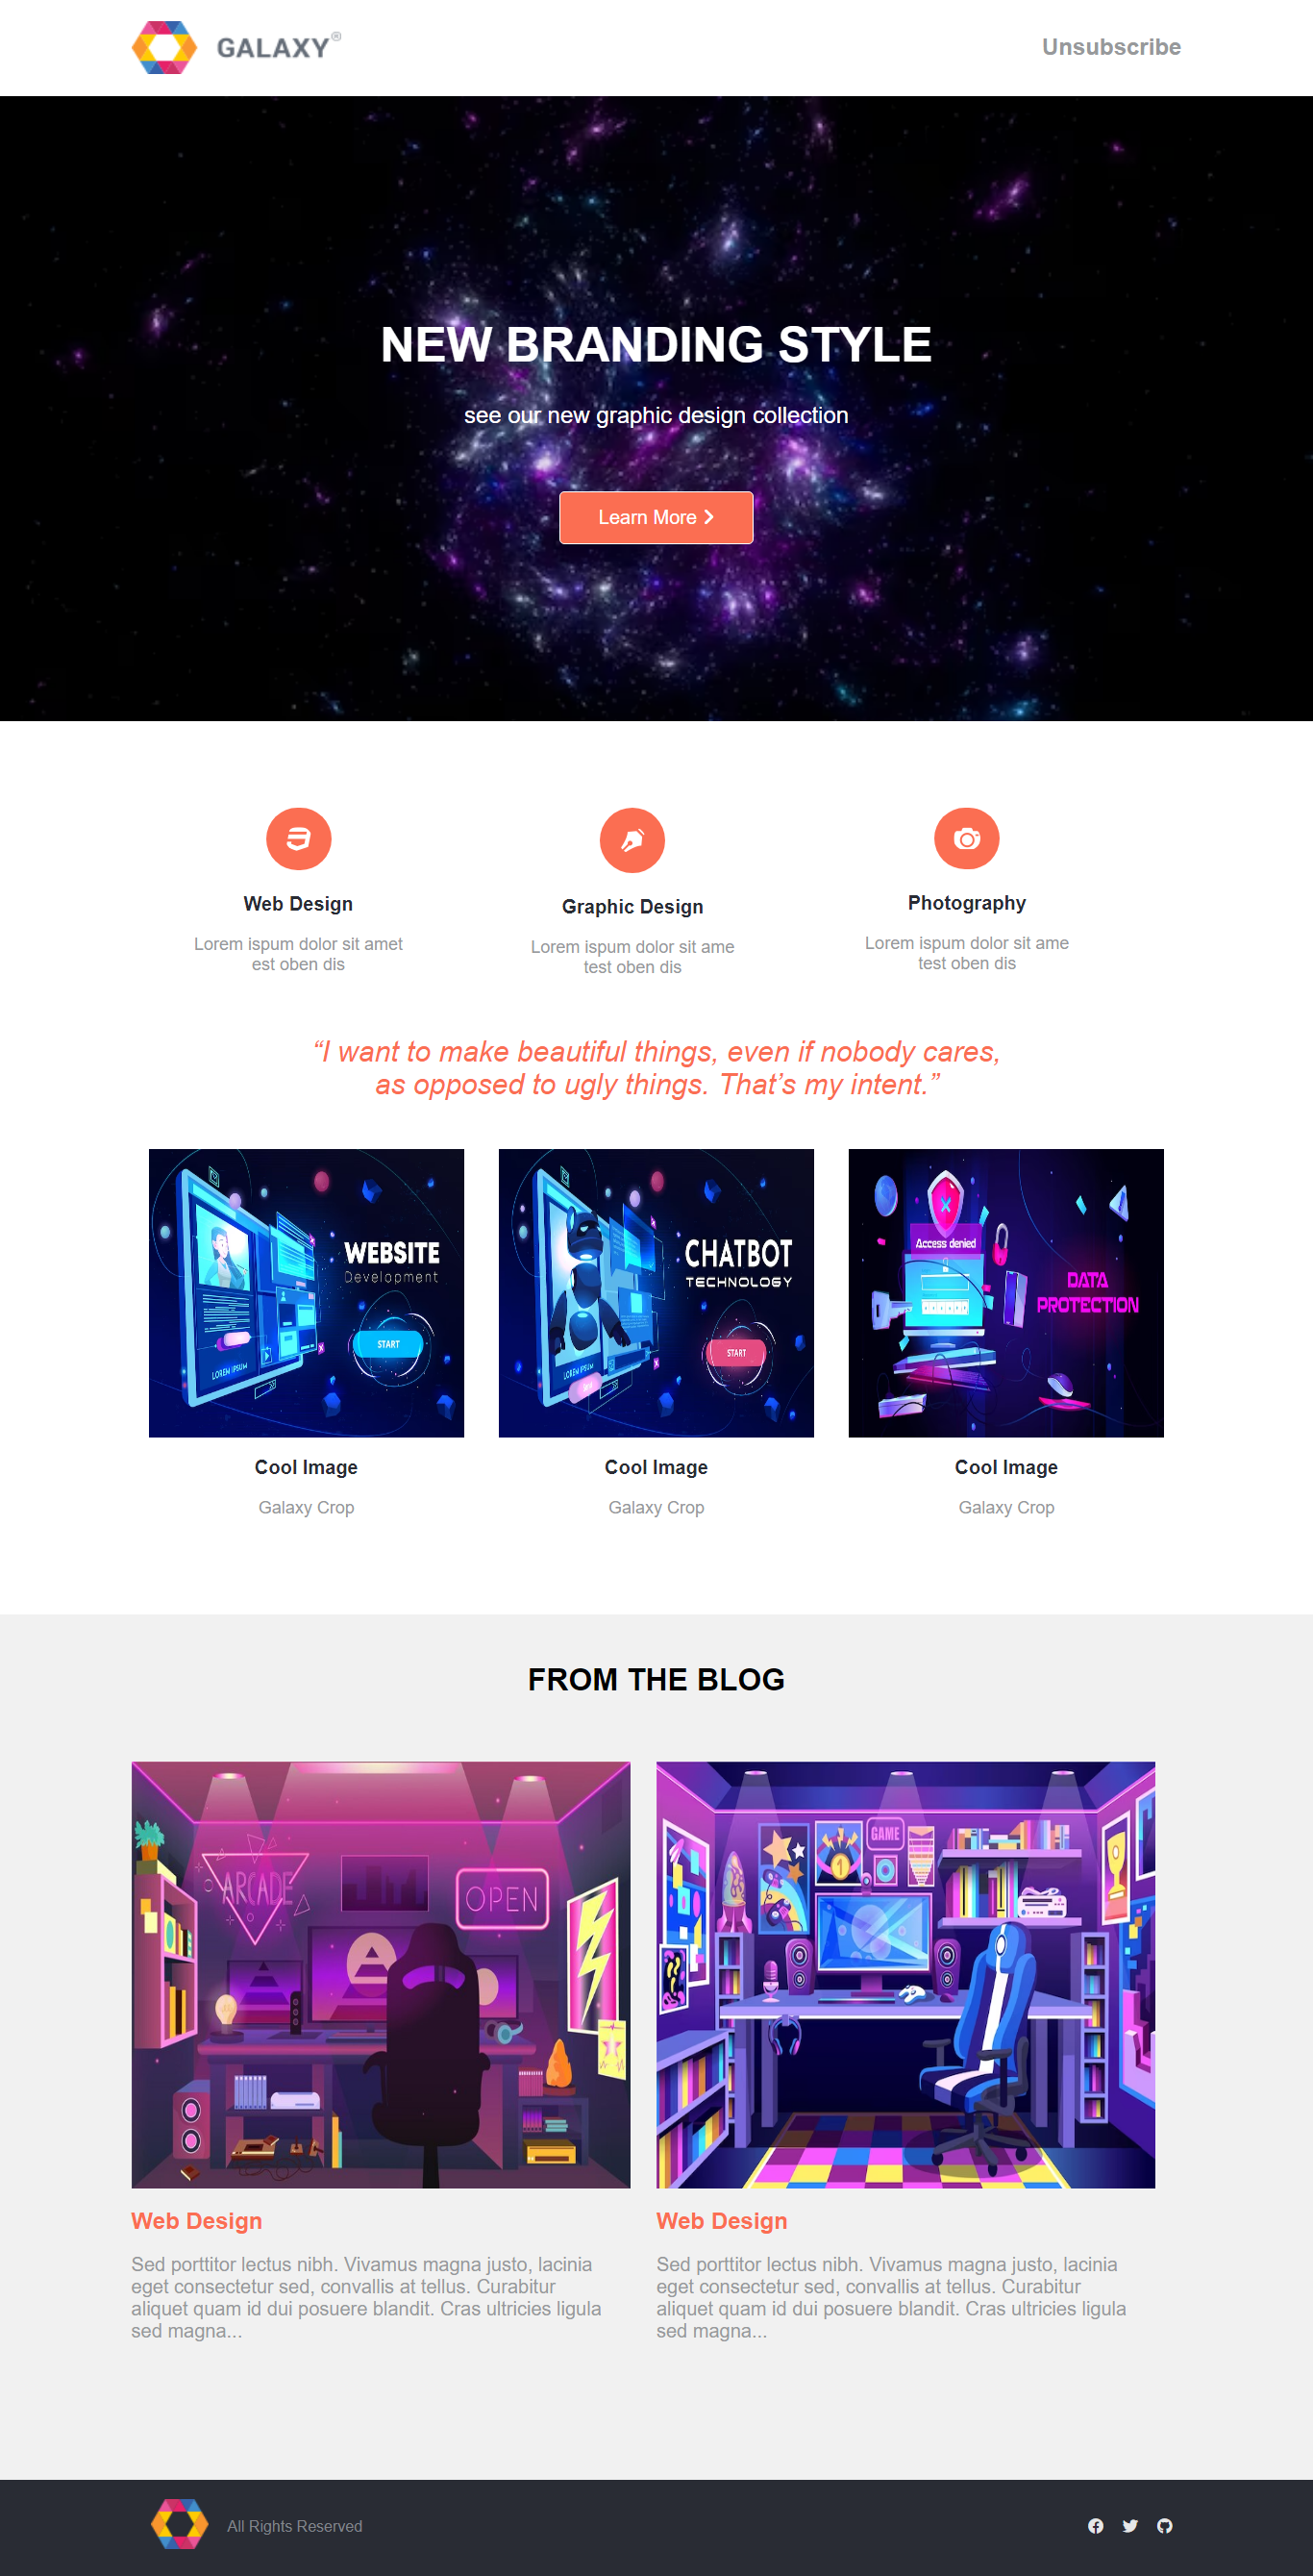 GALAXY®
Unsubscribe
NEW BRANDING STYLE
see our new graphic design collection
Learn More
Web Design
Lorem ispum dolor sit amet
est oben dis
Graphic Design
Lorem ispum dolor sit ame
test oben dis
Photography
Lorem ispum dolor sit ame
test oben dis
“I want to make beautiful things, even if nobody cares,
as opposed to ugly things. That’s my intent.”
WEBSITE
Development
START
LOREM IPSUM
CHATBOT
TECHNOLOGY
START
LOREM IPSUM
Access denied
DATA
PROTECTION
Cool Image
Galaxy Crop
Cool Image
Galaxy Crop
Cool Image
Galaxy Crop
FROM THE BLOG
ARCADE
OPEN
GAME
1
Web Design
Sed porttitor lectus nibh. Vivamus magna justo, lacinia
eget consectetur sed, convallis at tellus. Curabitur
aliquet quam id dui posuere blandit. Cras ultricies ligula
sed magna...
Web Design
Sed porttitor lectus nibh. Vivamus magna justo, lacinia
eget consectetur sed, convallis at tellus. Curabitur
aliquet quam id dui posuere blandit. Cras ultricies ligula
sed magna...
All Rights Reserved